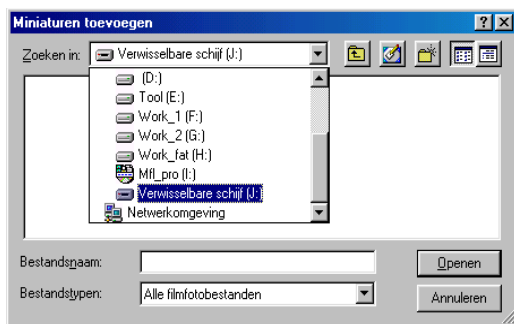 Miniaturen toevoegen
Zoeken in: Verwisselbare schijf (J:)
(D:)
Tool (E:)
Work_1 (F:)
Work_2 (G:)
Work_fat (H:)
Mfl_pro (I:)
Verwisselbare schijf (J:
Netwerkomgeving
Bestandsnaam: Openen
Bestandstypen: Alle filmfotobestanden Annuleren